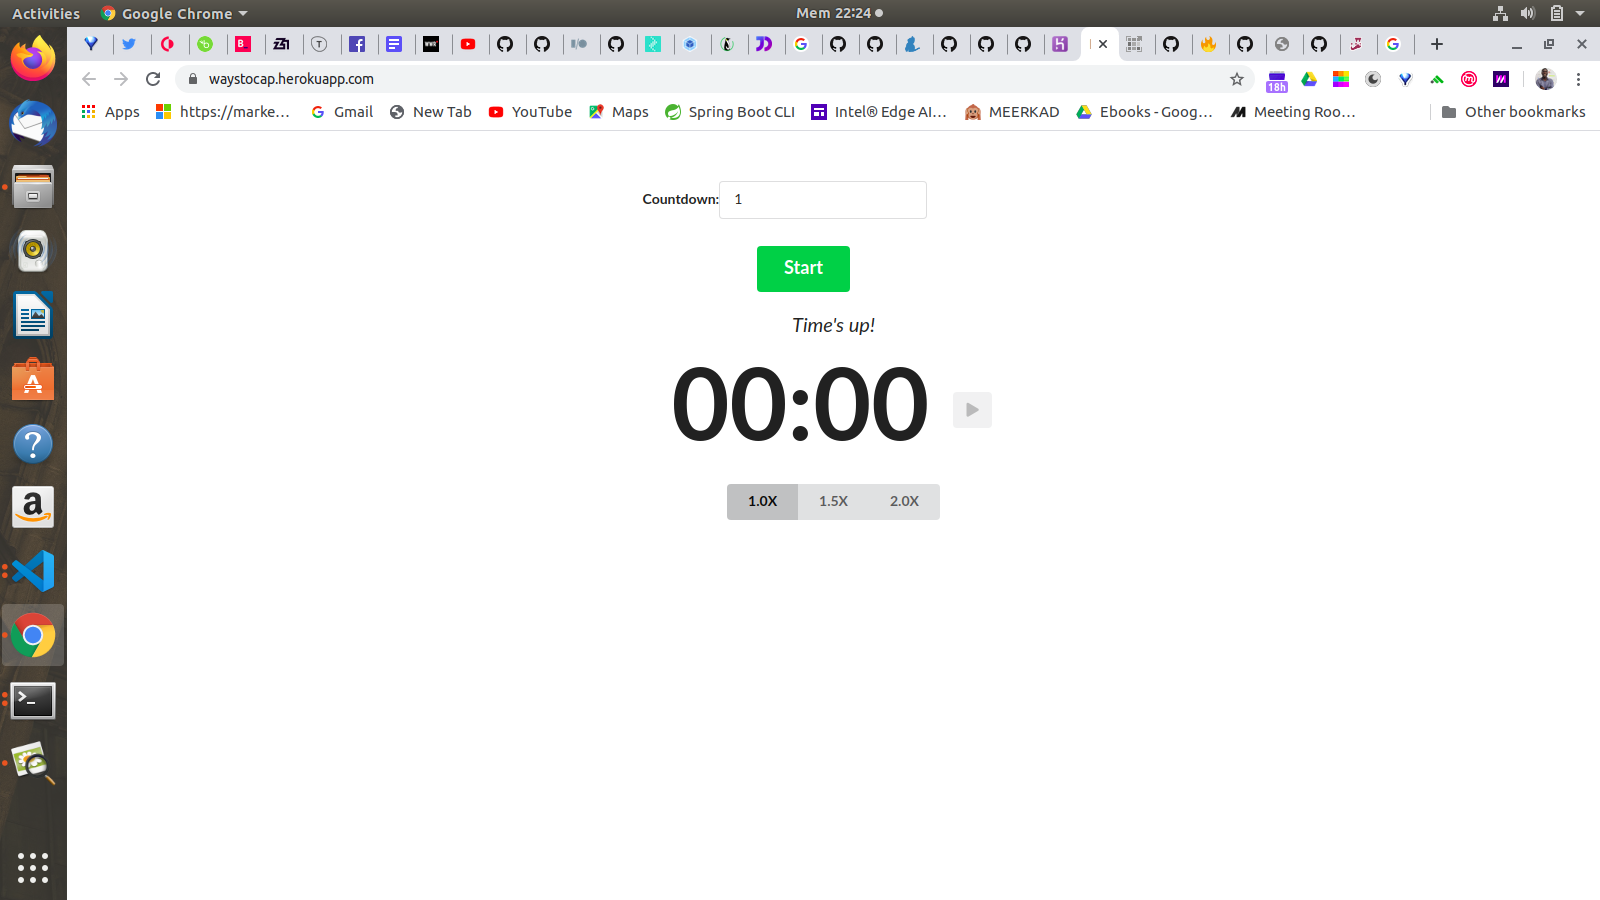 Activities Google Chrome Mem 22:24
waystocap.herokuapp.com
18h
Apps https://marke... Gmail New Tab YouTube Maps Spring Boot CLI Intel® Edge AI... MEERKAD Ebooks - Goog... Meeting Roo... Other bookmarks
Countdown: 1
Start
Time's up!
00:00
1.0X 1.5X 2.0X